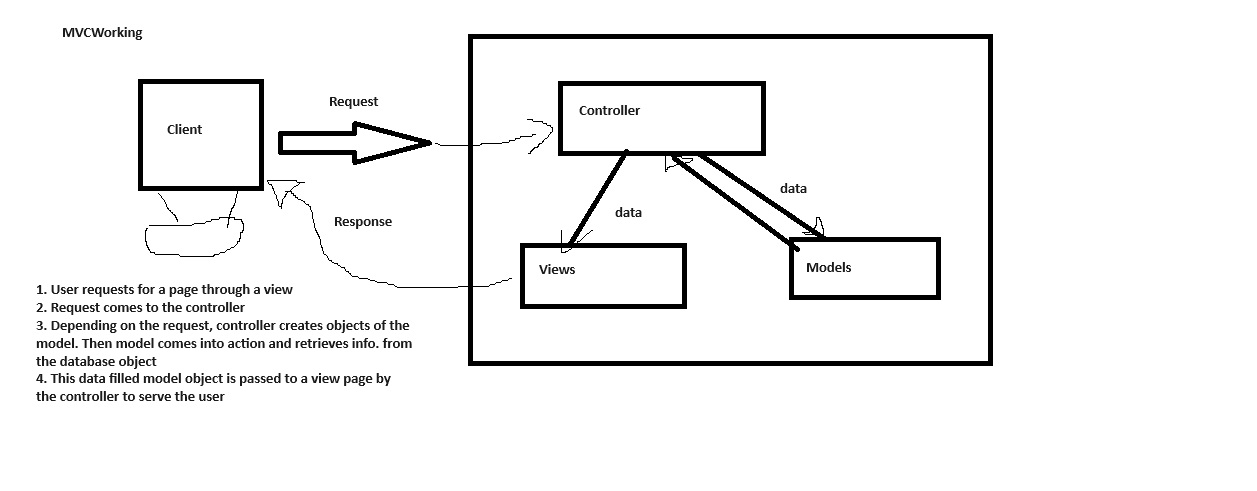 MVCWorking
Client
Request
Controller
data
data
Response
Views
Models
1. User requests for a page through a view
2. Request comes to the controller
3. Depending on the request, controller creates objects of the
model. Then model comes into action and retrieves info. from
the database object
4. This data filled model object is passed to a view page by
the controller to serve the user